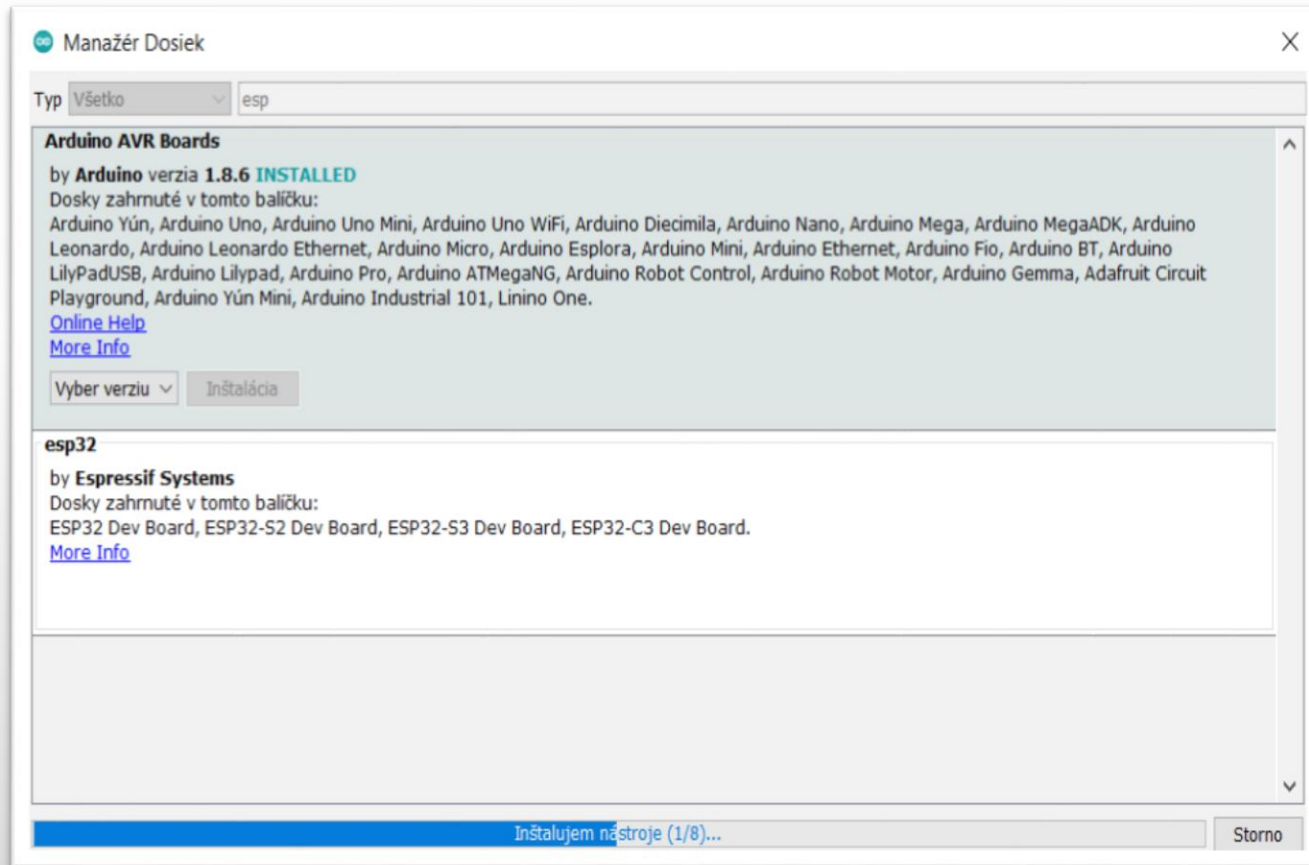 Manažér Dosiek
Typ Všetko esp
Arduino AVR Boards
by Arduino verzia 1.8.6 INSTALLED
Dosky zahrnuté v tomto balíčku:
Arduino Yún, Arduino Uno, Arduino Uno Mini, Arduino Uno WiFi, Arduino Diecimila, Arduino Nano, Arduino Mega, Arduino MegaADK, Arduino
Leonardo, Arduino Leonardo Ethernet, Arduino Micro, Arduino Esplora, Arduino Mini, Arduino Ethernet, Arduino Fio, Arduino BT, Arduino
LilyPadUSB, Arduino Lilypad, Arduino Pro, Arduino ATMegaNG, Arduino Robot Control, Arduino Robot Motor, Arduino Gemma, Adafruit Circuit
Playground, Arduino Yún Mini, Arduino Industrial 101, Linino One.
Online Help
More Info
Vyber verziu Inštalácia
esp32
by Espressif Systems
Dosky zahrnuté v tomto balíčku:
ESP32 Dev Board, ESP32-S2 Dev Board, ESP32-S3 Dev Board, ESP32-C3 Dev Board.
More Info
Inštalujem nástroje (1/8)... Storno